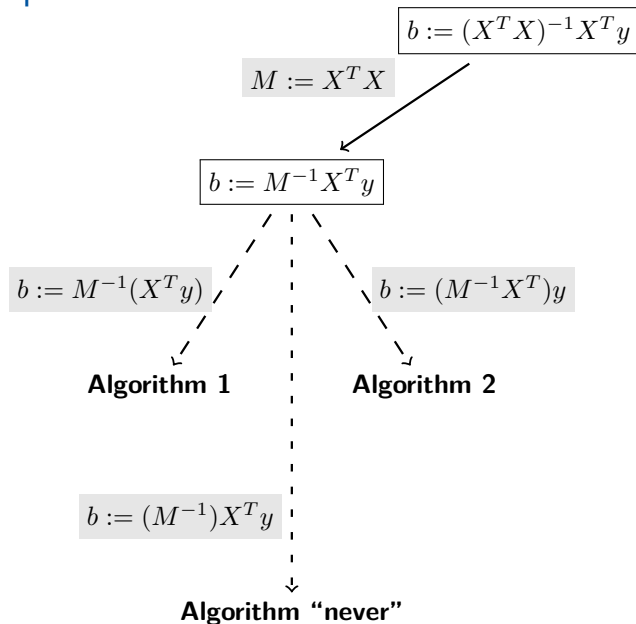 b := (X^T X)^{-1} X^T y
M := X^T X
b := M^{-1} X^T y
b := M^{-1}(X^T y)
b := (M^{-1} X^T)y
Algorithm 1
Algorithm 2
b := (M^{-1})X^T y
Algorithm “never”